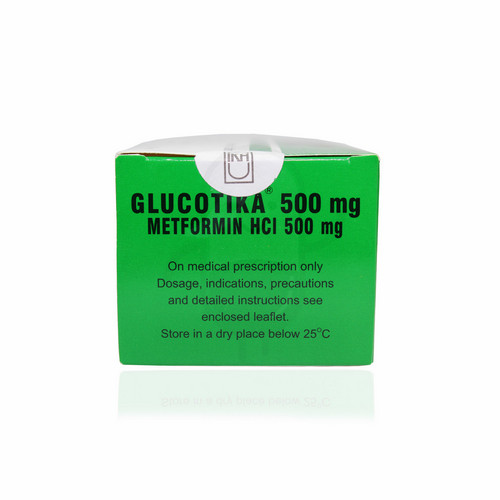 IKH
GLUCOTIKA® 500 mg
METFORMIN HCl 500 mg
On medical prescription only
Dosage, indications, precautions
and detailed instructions see
enclosed leaflet.
Store in a dry place below 25°C